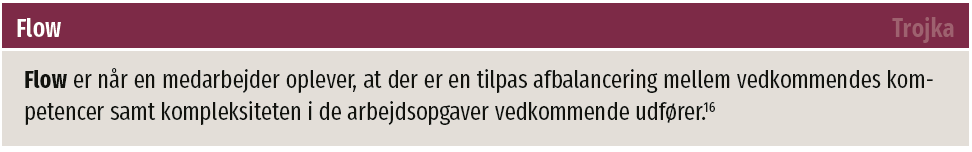 Flow
Trojka
Flow er når en medarbejder oplever, at der er en tilpas afbalancering mellem vedkommendes kom-
petencer samt kompleksiteten i de arbejdsopgaver vedkommende udfører.16